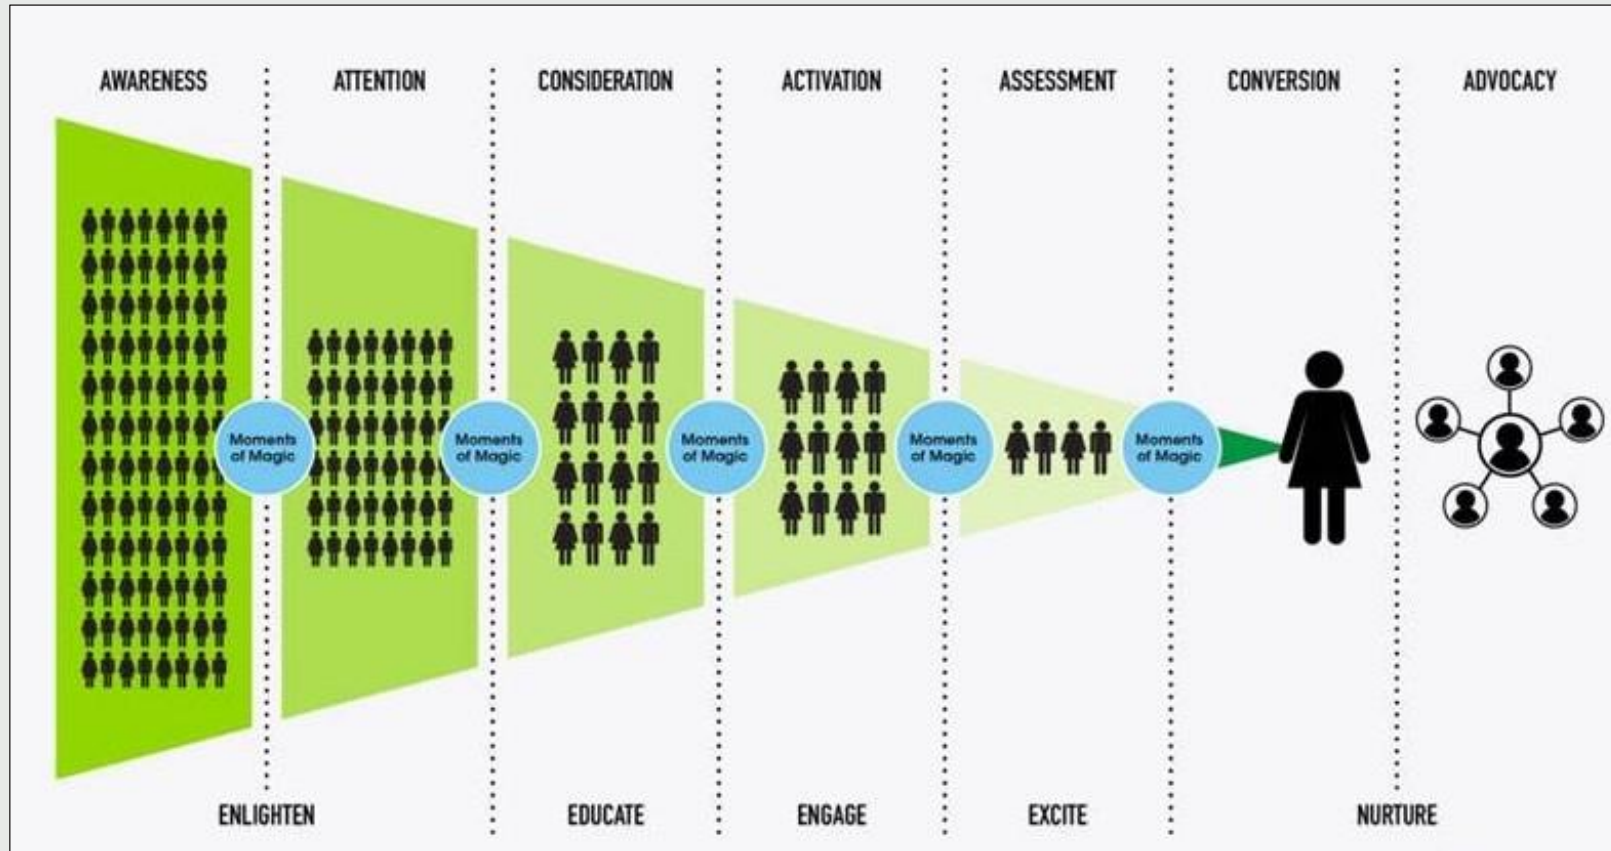 AWARENESS
ATTENTION
CONSIDERATION
ACTIVATION
ASSESSMENT
CONVERSION
ADVOCACY
Moments
of Magic
Moments
of Magic
Moments
of Magic
Moments
of Magic
Moments
of Magic
ENLIGHTEN
EDUCATE
ENGAGE
EXCITE
NURTURE